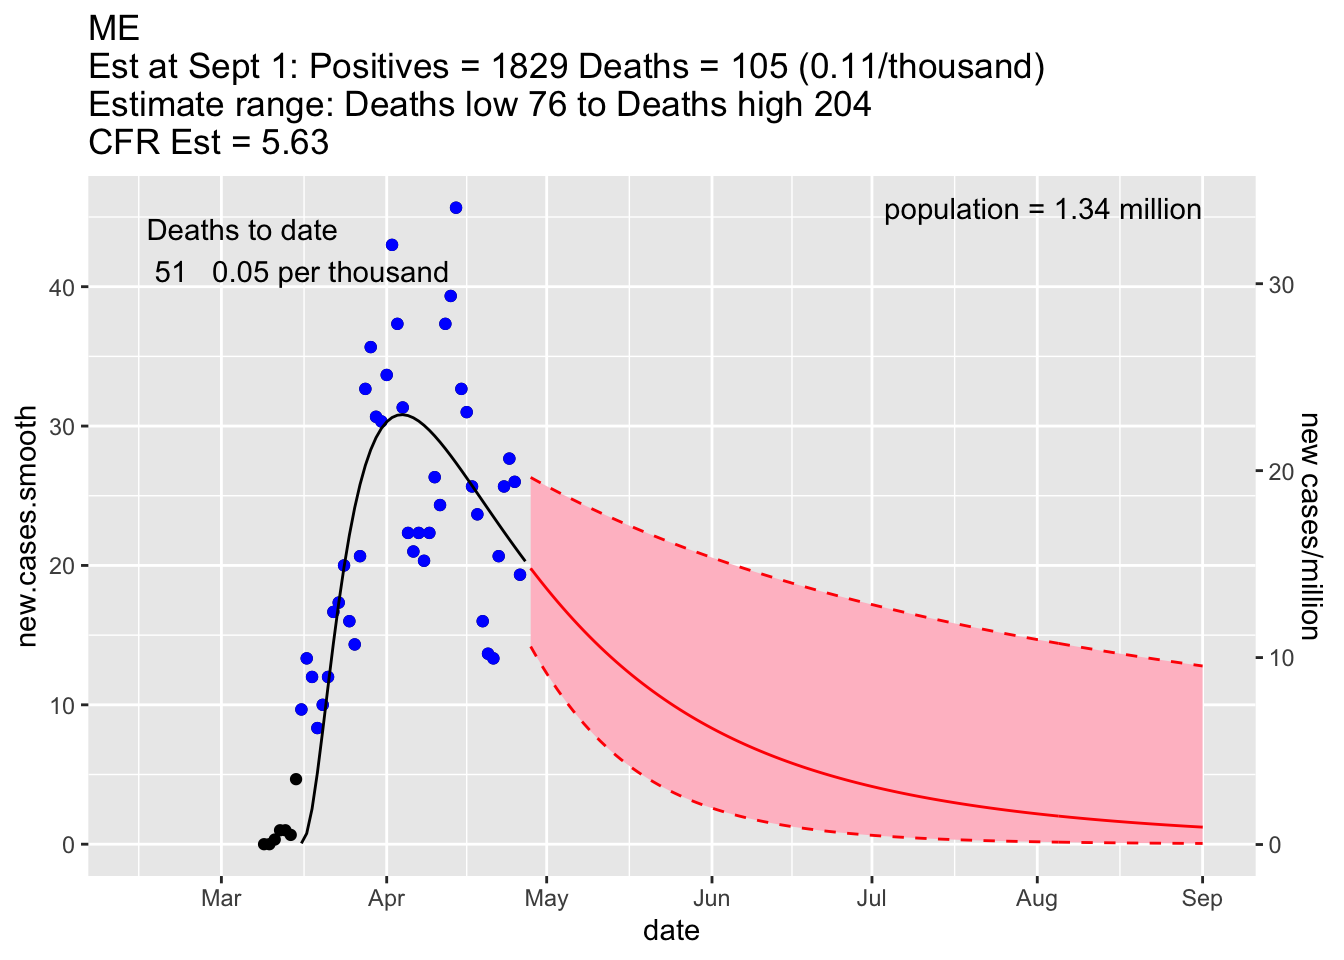 ME
Est at Sept 1: Positives = 1829 Deaths = 105 (0.11/thousand)
Estimate range: Deaths low 76 to Deaths high 204
CFR Est = 5.63
Deaths to date
51 0.05 per thousand
population = 1.34 million
new.cases.smooth
40
30
20
10
0
30
20
10
0
new cases/million
Mar
Apr
May
Jun
Jul
Aug
Sep
date